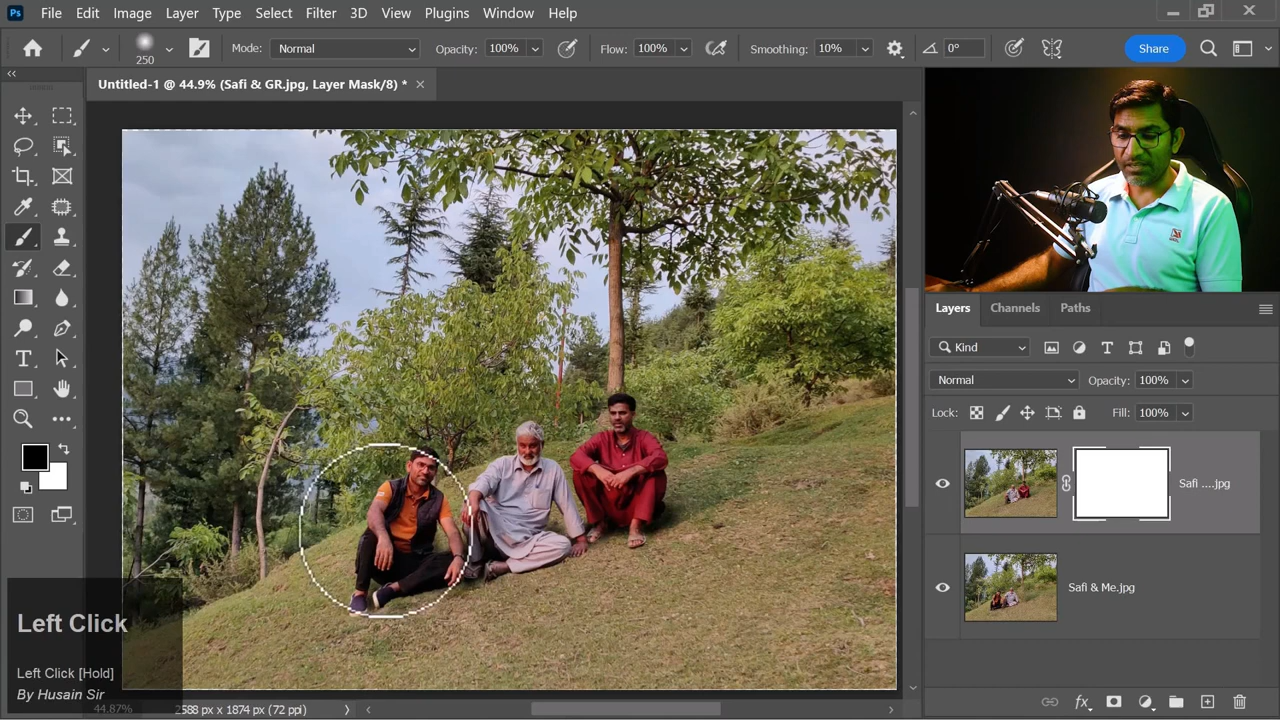 Ps File Edit Image Layer Type Select Filter 3D View Plugins Window Help
250 Mode: Normal Opacity: 100% Flow: 100% Smoothing: 10% 0° Share
Untitled-1 @ 44.9% (Safi & GR.jpg, Layer Mask/8) *
Layers Channels Paths
Kind
Normal Opacity: 100%
Lock: Fill: 100%
Safi ....jpg
Safi & Me.jpg
Left Click
Left Click [Hold]
By Husain Sir
44.87% 2588 px x 1874 px (72 ppi)
fx